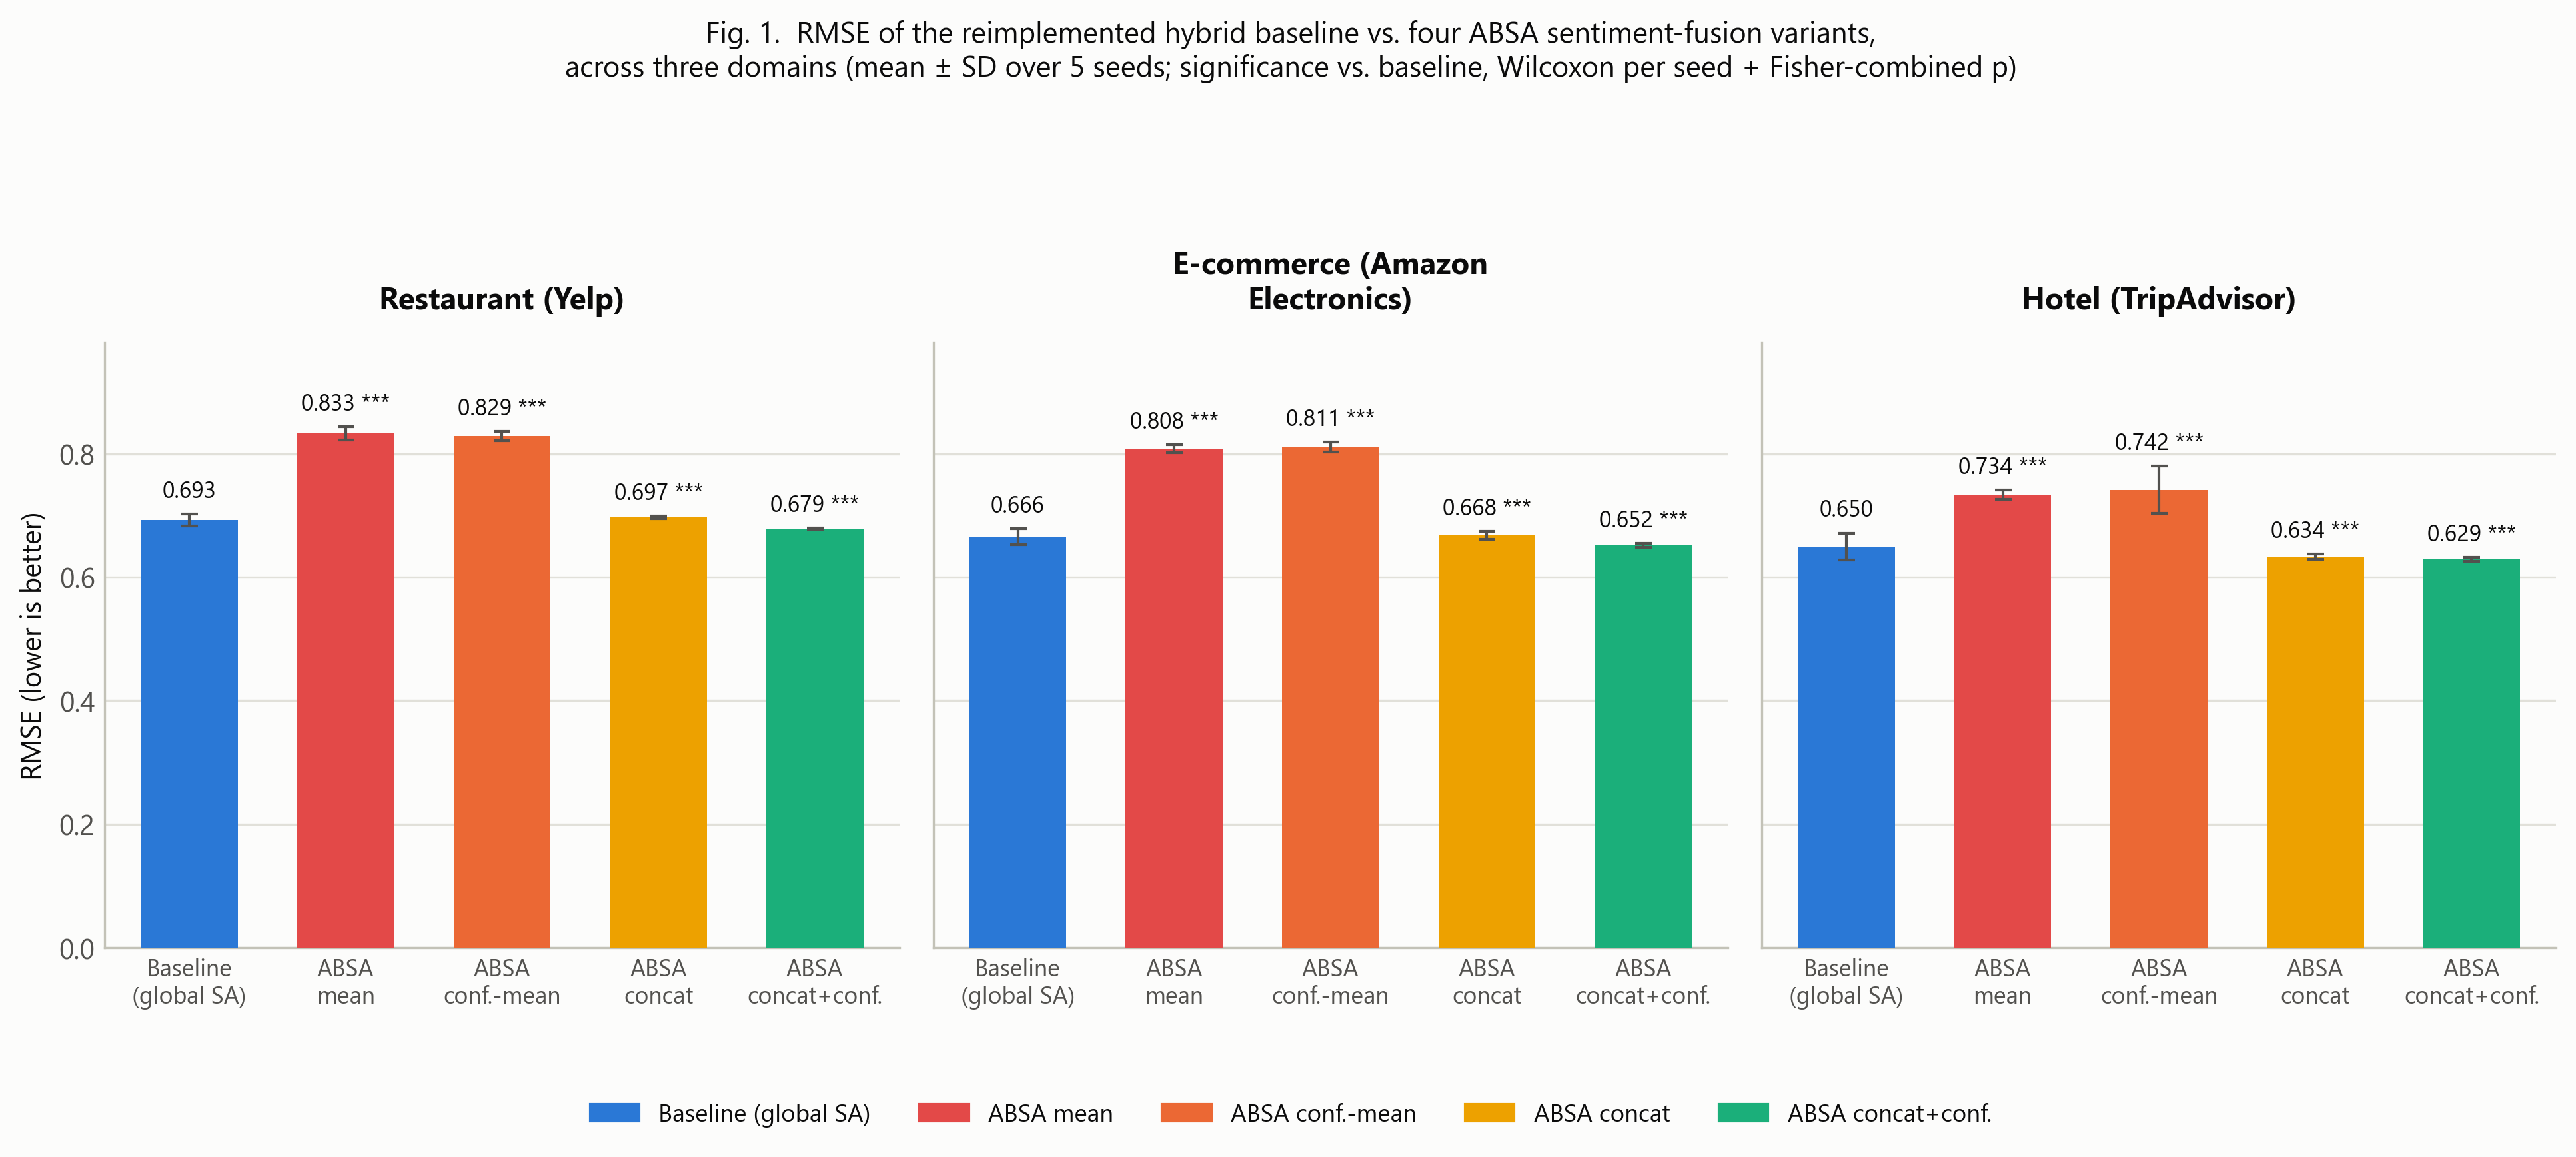 Fig. 1.  RMSE of the reimplemented hybrid baseline vs. four ABSA sentiment-fusion variants,
across three domains (mean ± SD over 5 seeds; significance vs. baseline, Wilcoxon per seed + Fisher-combined p)
Restaurant (Yelp)
E-commerce (Amazon
Electronics)
Hotel (TripAdvisor)
RMSE (lower is better)
0.8
0.6
0.4
0.2
0.0
0.693
0.833 ***
0.829 ***
0.697 ***
0.679 ***
Baseline
(global SA)
ABSA
mean
ABSA
conf.-mean
ABSA
concat
ABSA
concat+conf.
0.666
0.808 ***
0.811 ***
0.668 ***
0.652 ***
Baseline
(global SA)
ABSA
mean
ABSA
conf.-mean
ABSA
concat
ABSA
concat+conf.
0.650
0.734 ***
0.742 ***
0.634 ***
0.629 ***
Baseline
(global SA)
ABSA
mean
ABSA
conf.-mean
ABSA
concat
ABSA
concat+conf.
Baseline (global SA)
ABSA mean
ABSA conf.-mean
ABSA concat
ABSA concat+conf.